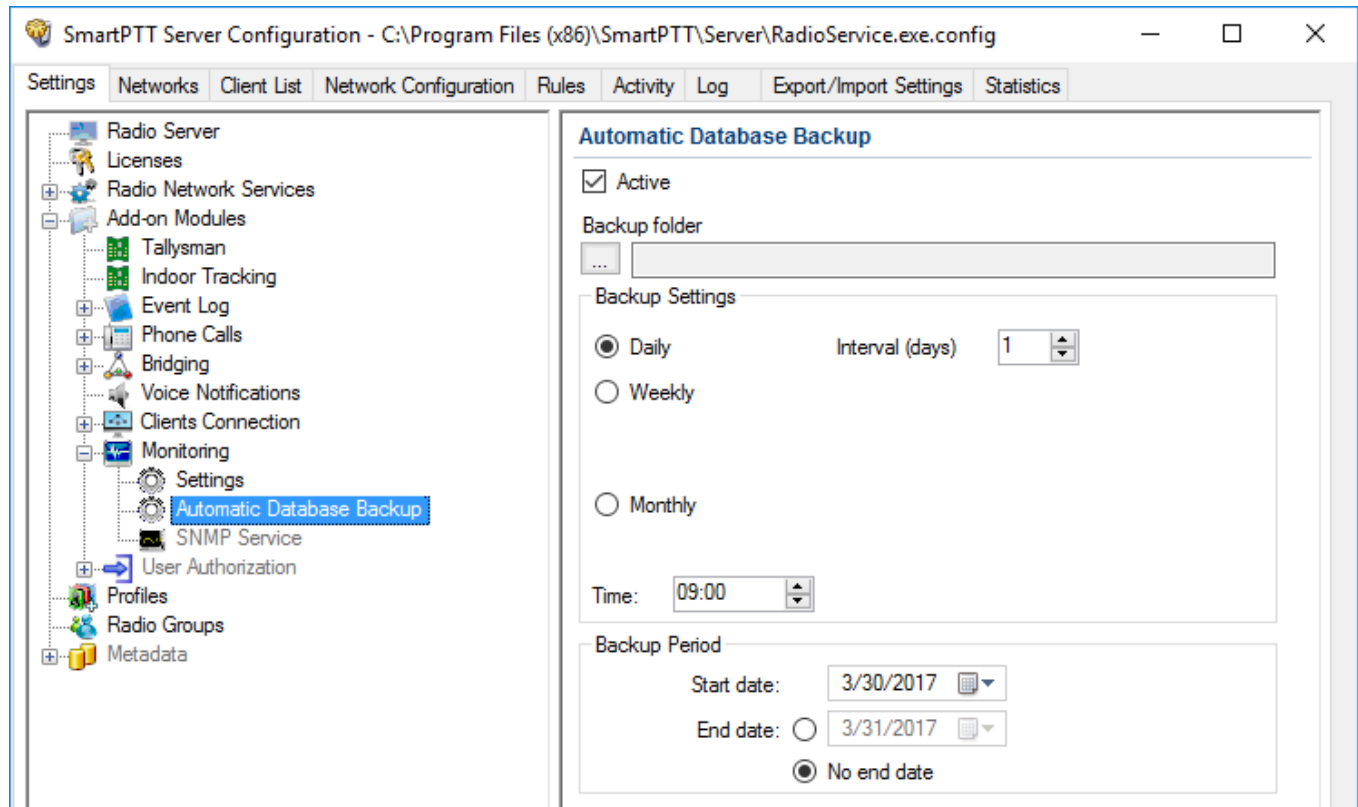 SmartPTT Server Configuration - C:\Program Files (x86)\SmartPTT\Server\RadioService.exe.config
Settings Networks Client List Network Configuration Rules Activity Log Export/Import Settings Statistics
Radio Server
Licenses
Radio Network Services
Add-on Modules
Tallysman
Indoor Tracking
Event Log
Phone Calls
Bridging
Voice Notifications
Clients Connection
Monitoring
Settings
Automatic Database Backup
SNMP Service
User Authorization
Profiles
Radio Groups
Metadata
Automatic Database Backup
Active
Backup folder
...
Backup Settings
Daily Interval (days) 1
Weekly
Monthly
Time: 09:00
Backup Period
Start date: 3/30/2017
End date: 3/31/2017
No end date